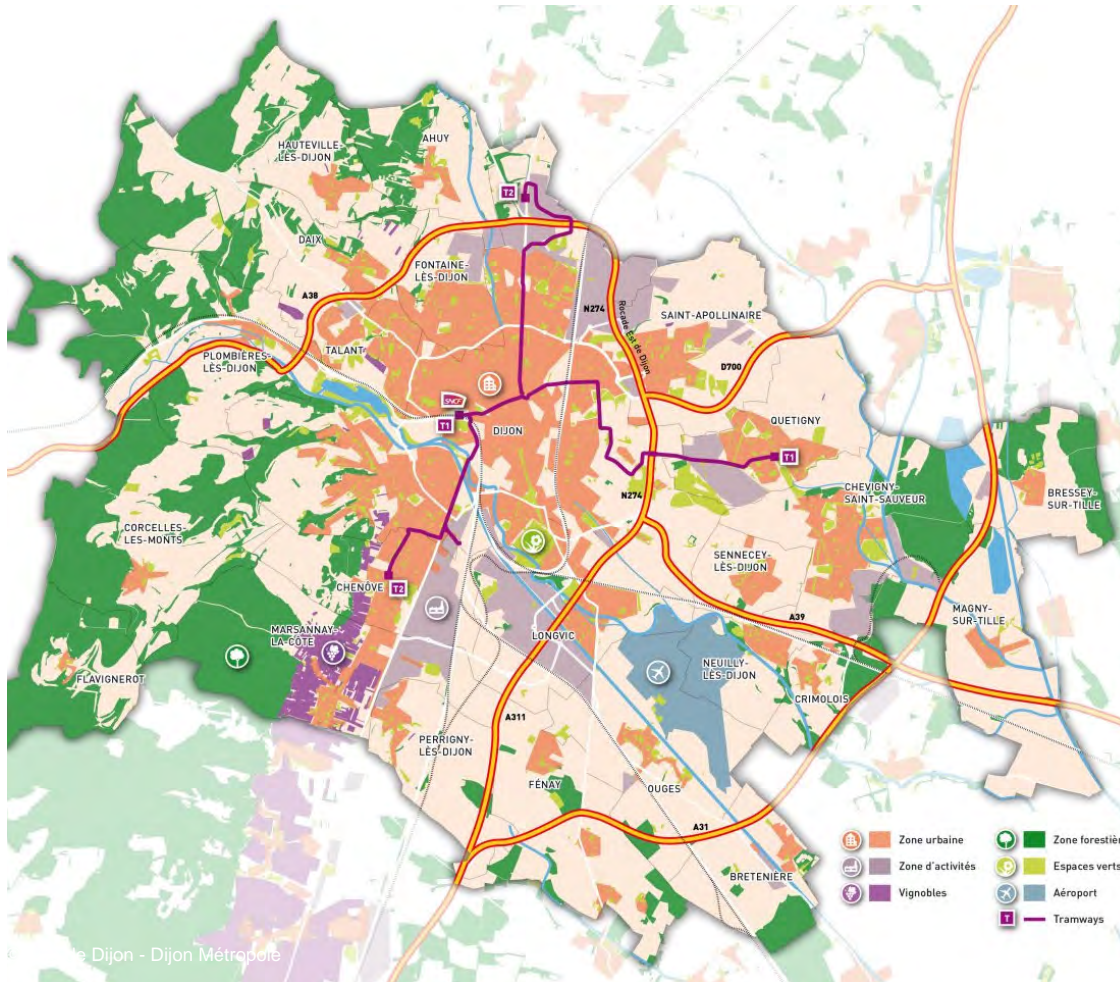 AHUY
HAUTEVILLE-
LÈS-DIJON
T2
DAIX
FONTAINE-
LÈS-DIJON
A38
N274
Rocade Est de Dijon
SAINT-APOLLINAIRE
TALANT
PLOMBIÈRES-
LÈS-DIJON
D700
SNCF
T1
DIJON
QUETIGNY
T1
CHEVIGNY-
SAINT-SAUVEUR
BRESSEY-
SUR-TILLE
N274
CORCELLES-
LES-MONTS
SENNECEY-
LÈS-DIJON
CHENÔVE
T2
A39
MAGNY-
SUR-TILLE
MARSANNAY-
LA-CÔTE
LONGVIC
NEUILLY-
LÈS-DIJON
FLAVIGNEROT
CRIMOLOIS
A311
PERRIGNY-
LÈS-DIJON
FÉNAY
OUGES
A31
BRETENIÈRE
Zone urbaine
Zone d'activités
Vignobles
Zone forestièr
Espaces verts
Aéroport
T
Tramways
de Dijon - Dijon Métropole